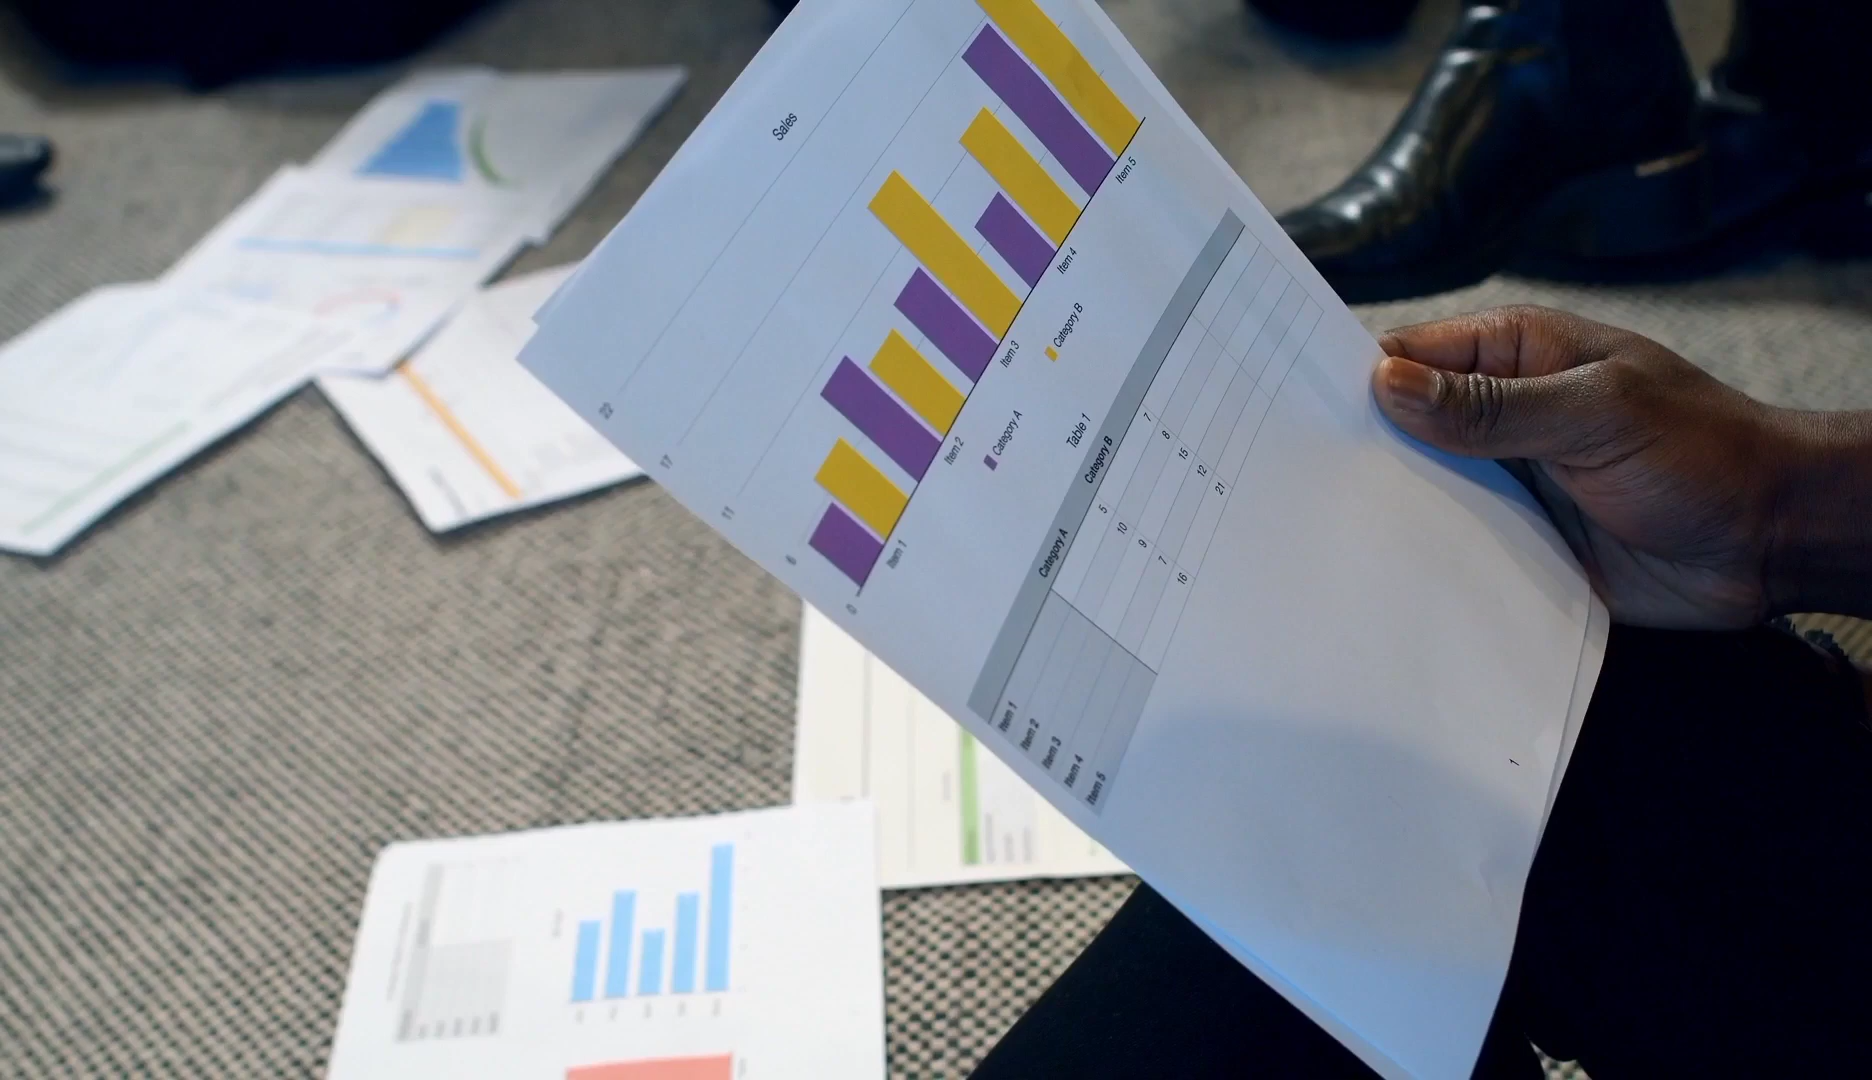 Sales
22
17
11
6
0
Item 1 Item 2 Item 3 Item 4 Item 5
Category A Category B
Table 1
Category A Category B
Item 1 5 7
Item 2 10 8
Item 3 9 15
Item 4 7 12
Item 5 16 21
1